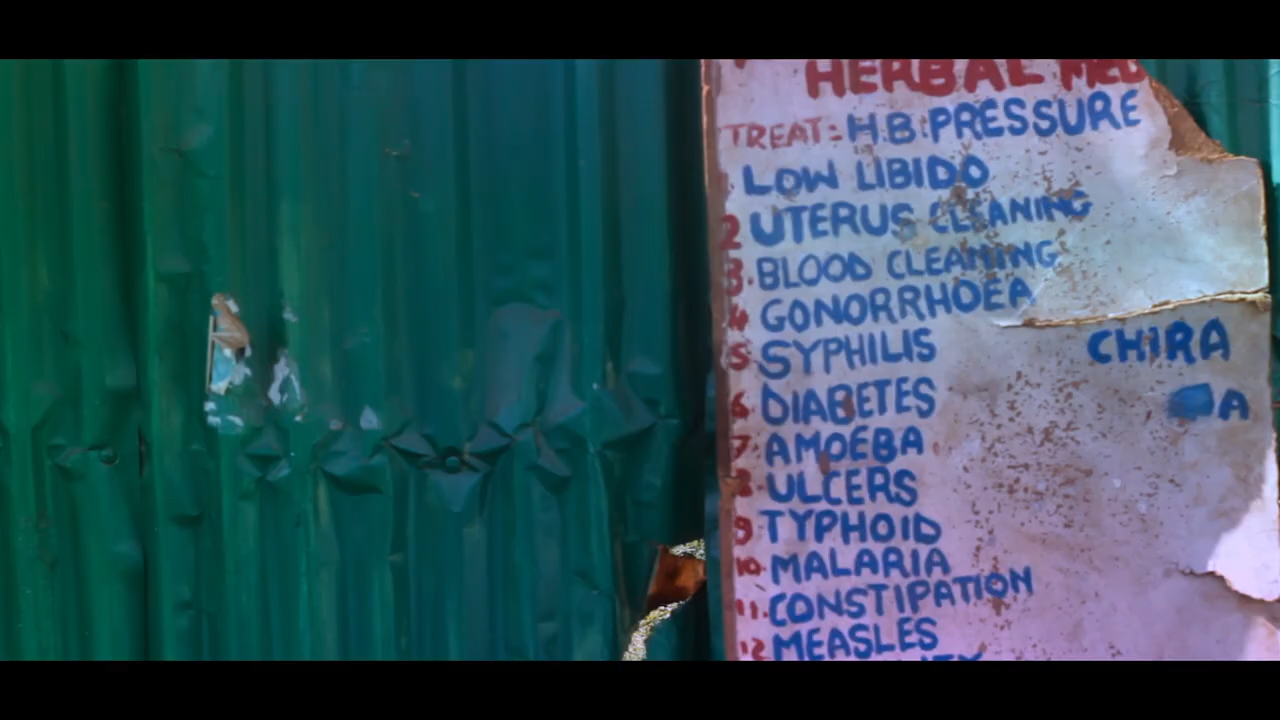 HERBAL MED
TREAT: H.B.PRESSURE
LOW LIBIDO
2 UTERUS CLEANING
3. BLOOD CLEANING
4 GONORRHOEA
5 SYPHILIS CHIRA
6 DIABETES A
7 AMOEBA
8 ULCERS
9 TYPHOID
10 MALARIA
11. CONSTIPATION
12 MEASLES